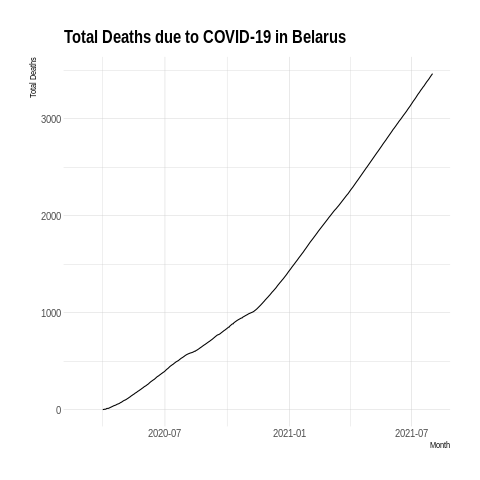 Total Deaths due to COVID-19 in Belarus
Total Deaths
3000
2000
1000
0
2020-07
2021-01
2021-07
Month